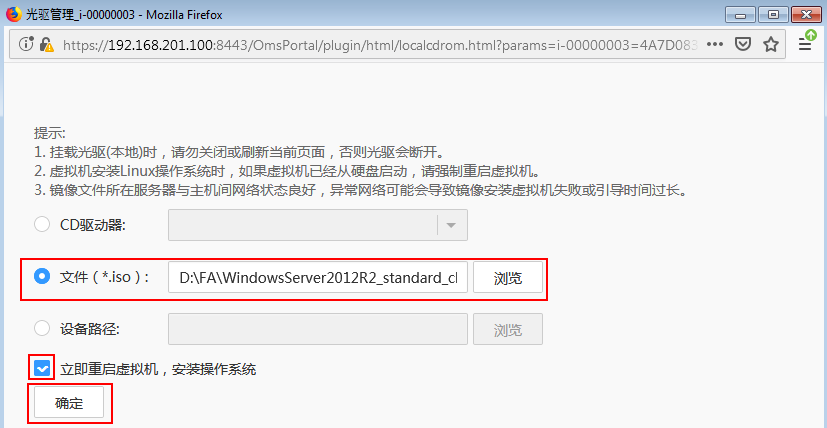 光驱管理_i-00000003 - Mozilla Firefox
https://192.168.201.100:8443/OmsPortal/plugin/html/localcdrom.html?params=i-00000003=4A7D083
提示:
1. 挂载光驱(本地)时，请勿关闭或刷新当前页面，否则光驱会断开。
2. 虚拟机安装Linux操作系统时，如果虚拟机已经从硬盘启动，请强制重启虚拟机。
3. 镜像文件所在服务器与主机间网络状态良好，异常网络可能会导致镜像安装虚拟机失败或引导时间过长。
CD驱动器:
文件（*.iso）: D:\FA\WindowsServer2012R2_standard_cl 浏览
设备路径: 浏览
立即重启虚拟机，安装操作系统
确定